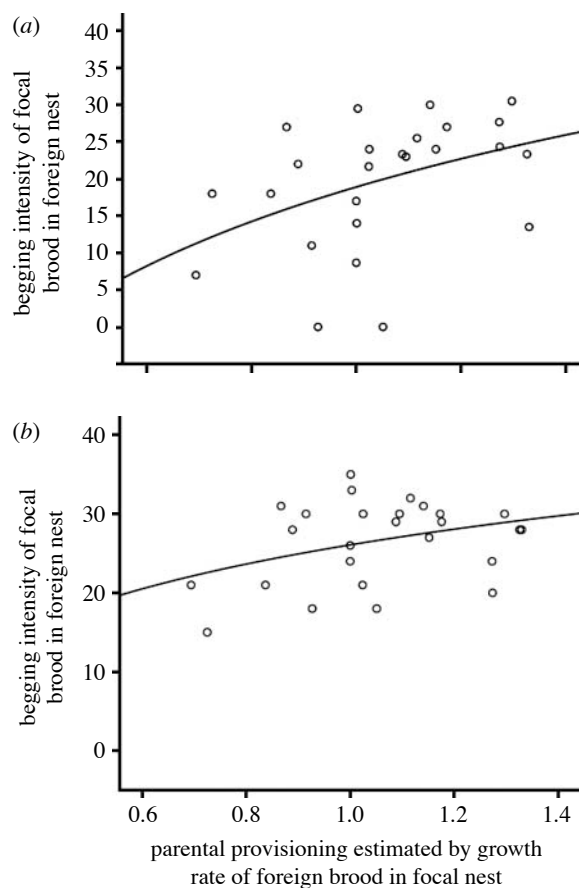 (a)
40
35
30
25
20
15
10
5
0
begging intensity of focal
brood in foreign nest
(b)
40
30
20
10
0
begging intensity of focal
brood in foreign nest
0.6 0.8 1.0 1.2 1.4
parental provisioning estimated by growth
rate of foreign brood in focal nest